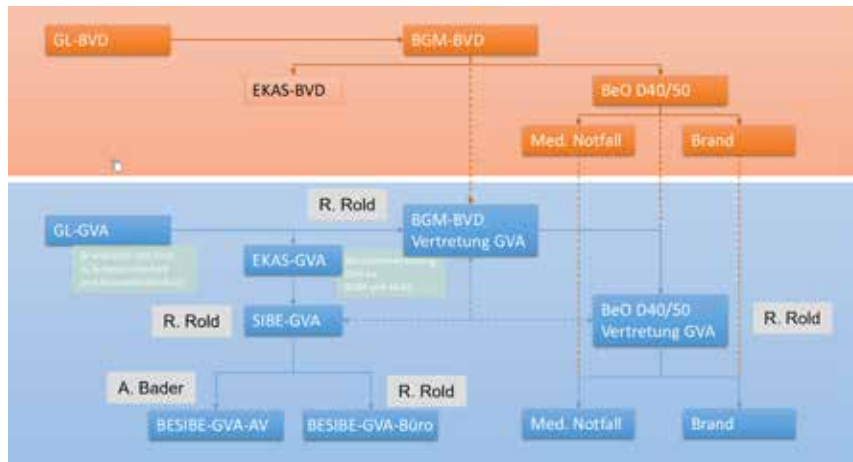 GL-BVD
BGM-BVD
EKAS-BVD
BeO D40/50
Med. Notfall
Brand
R. Rold
GL-GVA
BGM-BVD
Vertretung GVA
EKAS-GVA
R. Rold
SIBE-GVA
BeO D40/50
Vertretung GVA
R. Rold
A. Bader
R. Rold
BESIBE-GVA-AV
BESIBE-GVA-Büro
Med. Notfall
Brand